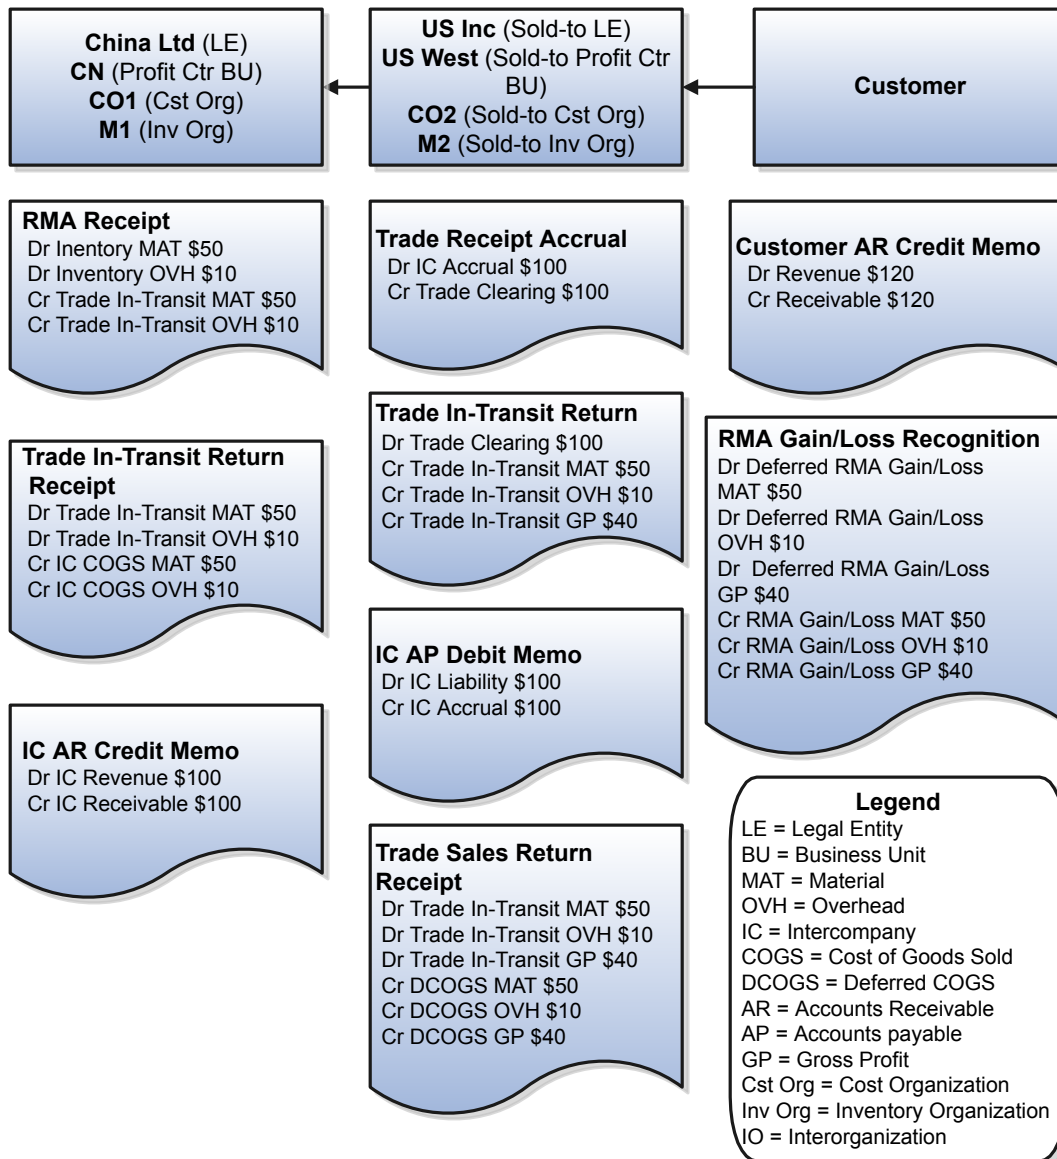 China Ltd (LE)
CN (Profit Ctr BU)
CO1 (Cst Org)
M1 (Inv Org)
US Inc (Sold-to LE)
US West (Sold-to Profit Ctr
BU)
CO2 (Sold-to Cst Org)
M2 (Sold-to Inv Org)
Customer
RMA Receipt
Dr Inentory MAT $50
Dr Inventory OVH $10
Cr Trade In-Transit MAT $50
Cr Trade In-Transit OVH $10
Trade In-Transit Return
Receipt
Dr Trade In-Transit MAT $50
Dr Trade In-Transit OVH $10
Cr IC COGS MAT $50
Cr IC COGS OVH $10
IC AR Credit Memo
Dr IC Revenue $100
Cr IC Receivable $100
Trade Receipt Accrual
Dr IC Accrual $100
Cr Trade Clearing $100
Trade In-Transit Return
Dr Trade Clearing $100
Cr Trade In-Transit MAT $50
Cr Trade In-Transit OVH $10
Cr Trade In-Transit GP $40
IC AP Debit Memo
Dr IC Liability $100
Cr IC Accrual $100
Trade Sales Return
Receipt
Dr Trade In-Transit MAT $50
Dr Trade In-Transit OVH $10
Dr Trade In-Transit GP $40
Cr DCOGS MAT $50
Cr DCOGS OVH $10
Cr DCOGS GP $40
Customer AR Credit Memo
Dr Revenue $120
Cr Receivable $120
RMA Gain/Loss Recognition
Dr Deferred RMA Gain/Loss
MAT $50
Dr Deferred RMA Gain/Loss
OVH $10
Dr Deferred RMA Gain/Loss
GP $40
Cr RMA Gain/Loss MAT $50
Cr RMA Gain/Loss OVH $10
Cr RMA Gain/Loss GP $40
Legend
LE = Legal Entity
BU = Business Unit
MAT = Material
OVH = Overhead
IC = Intercompany
COGS = Cost of Goods Sold
DCOGS = Deferred COGS
AR = Accounts Receivable
AP = Accounts payable
GP = Gross Profit
Cst Org = Cost Organization
Inv Org = Inventory Organization
IO = Interorganization